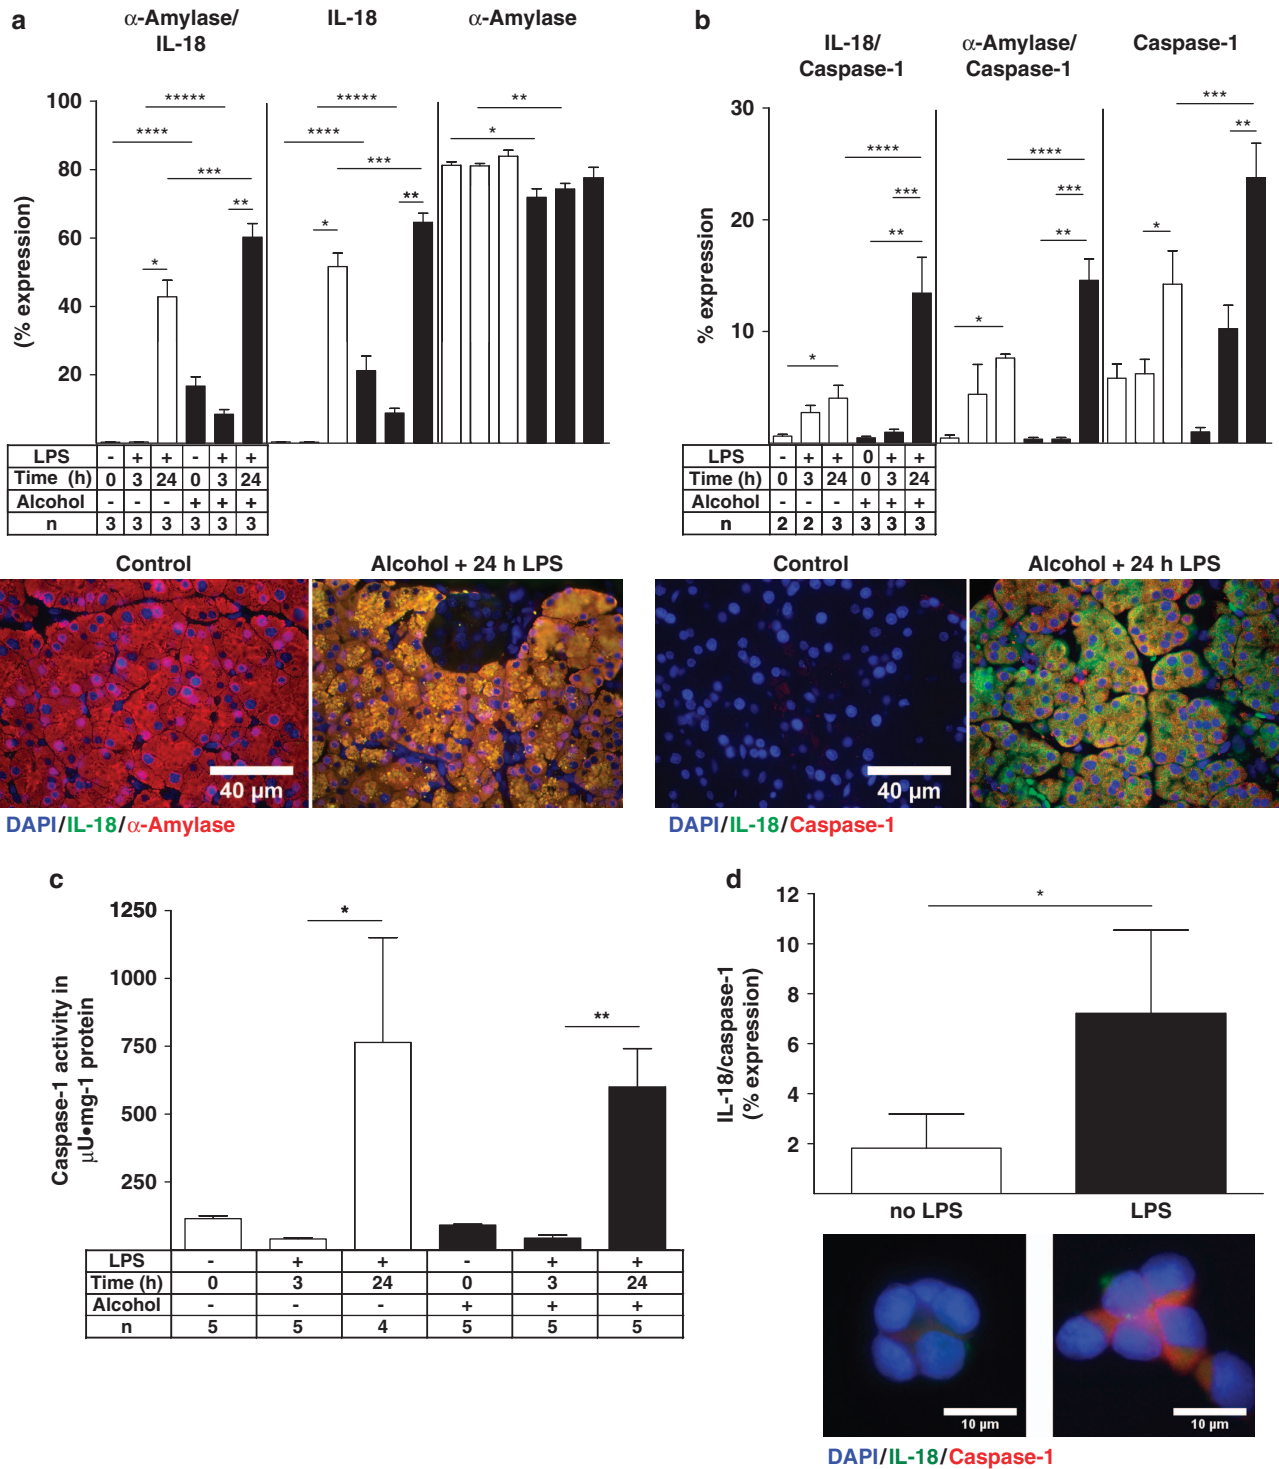 a
α-Amylase/
IL-18
IL-18
α-Amylase
*****
*****
**
****
****
*
***
***
**
**
*
*
(% expression)
100
80
60
40
20
LPS - + + - + +
Time (h) 0 3 24 0 3 24
Alcohol - - - + + +
n 3 3 3 3 3 3
Control
Alcohol + 24 h LPS
40 µm
DAPI/IL-18/α-Amylase
b
IL-18/
Caspase-1
α-Amylase/
Caspase-1
Caspase-1
***
**
****
****
***
***
**
**
*
*
*
% expression
30
20
10
LPS - + + 0 + +
Time (h) 0 3 24 0 3 24
Alcohol - - - + + +
n 2 2 3 3 3 3
Control
Alcohol + 24 h LPS
40 µm
DAPI/IL-18/Caspase-1
c
Caspase-1 activity in
µU•mg-1 protein
1250
1000
750
500
250
*
**
LPS - + + - + +
Time (h) 0 3 24 0 3 24
Alcohol - - - + + +
n 5 5 4 5 5 5
d
IL-18/caspase-1
(% expression)
12
10
8
6
4
2
*
no LPS
LPS
10 µm
10 µm
DAPI/IL-18/Caspase-1